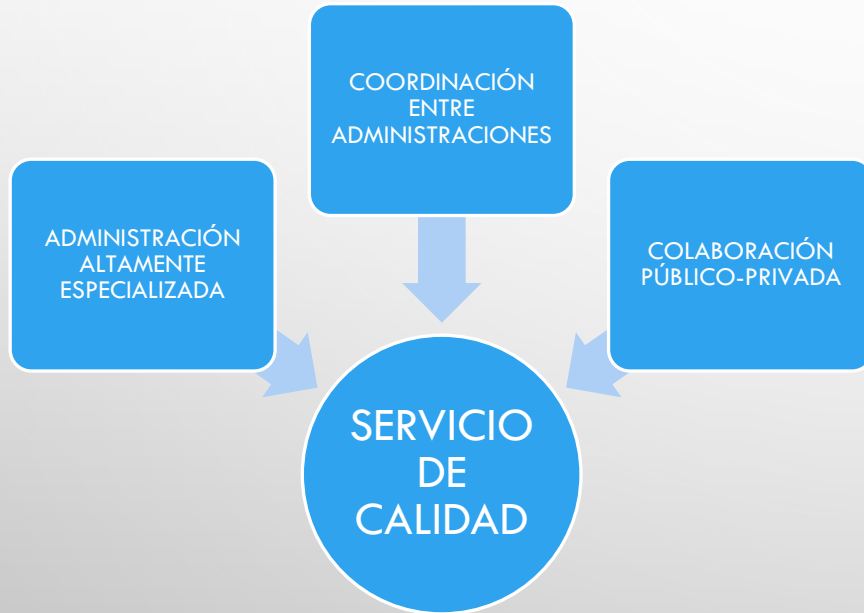 COORDINACIÓN
ENTRE
ADMINISTRACIONES
ADMINISTRACIÓN
ALTAMENTE
ESPECIALIZADA
COLABORACIÓN
PÚBLICO-PRIVADA
SERVICIO
DE
CALIDAD